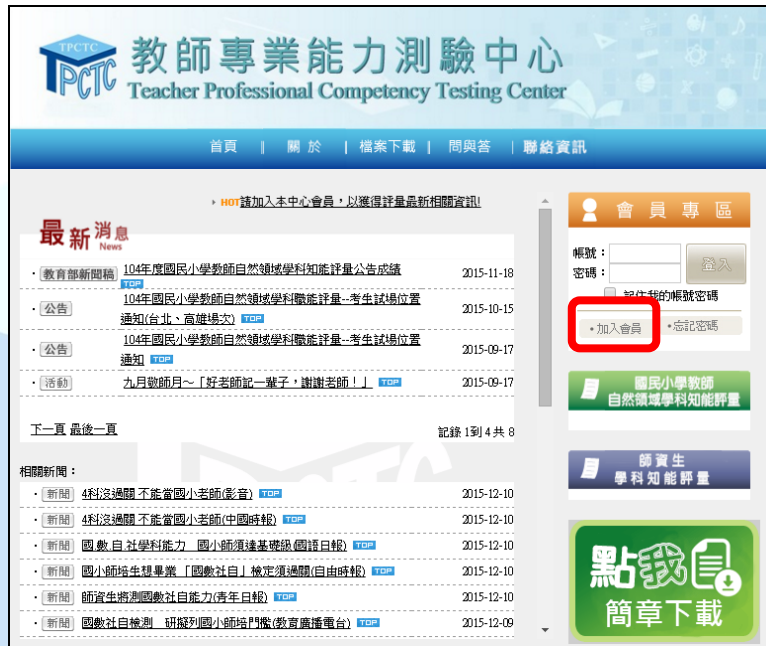 TPCTC
TPCTC
教師專業能力測驗中心
Teacher Professional Competency Testing Center
首頁 | 關於 | 檔案下載 | 問與答 | 聯絡資訊
HOT請加入本中心會員,以獲得評量最新相關資訊!
最新消息
News
・教育部新聞稿 104年度國民小學教師自然領域學科知能評量公告成績 2015-11-18
TOP
・公告 104年國民小學教師自然領域學科職能評量--考生試場位置 2015-10-15
通知(台北、高雄場次) TOP
・公告 104年國民小學教師自然領域學科職能評量--考生試場位置 2015-09-17
通知 TOP
・活動 九月敬師月~「好老師記一輩子,謝謝老師!」 TOP 2015-09-17
下一頁 最後一頁 記錄 1到 4 共 8
相關新聞:
・新聞 4科沒過關 不能當國小老師(影音) TOP 2015-12-10
・新聞 4科沒過關 不能當國小老師(中國時報) TOP 2015-12-10
・新聞 國.數.自.社學科能力 國小師須達基礎級(國語日報) TOP 2015-12-10
・新聞 國小師培生想畢業 「國數社自」檢定須過關(自由時報) TOP 2015-12-10
・新聞 師資生將測國數社自能力(青年日報) TOP 2015-12-10
・新聞 國數社自檢測 研擬列國小師培門檻(教育廣播電台) TOP 2015-12-09
會員專區
帳號:
密碼:
登入
記住我的帳號密碼
•加入會員 •忘記密碼
國民小學教師
自然領域學科知能評量
師資生
學科知能評量
點我
簡章下載